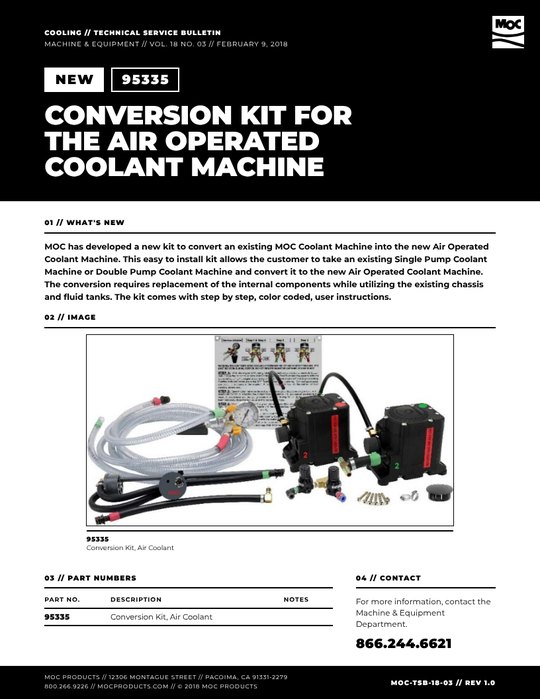 COOLING // TECHNICAL SERVICE BULLETIN
MACHINE & EQUIPMENT // VOL. 18 NO. 03 // FEBRUARY 9, 2018
MOC
NEW
95335
CONVERSION KIT FOR
THE AIR OPERATED
COOLANT MACHINE
01 // WHAT'S NEW
MOC has developed a new kit to convert an existing MOC Coolant Machine into the new Air Operated
Coolant Machine. This easy to install kit allows the customer to take an existing Single Pump Coolant
Machine or Double Pump Coolant Machine and convert it to the new Air Operated Coolant Machine.
The conversion requires replacement of the internal components while utilizing the existing chassis
and fluid tanks. The kit comes with step by step, color coded, user instructions.
02 // IMAGE
2
2
95335
Conversion Kit, Air Coolant
03 // PART NUMBERS
PART NO. DESCRIPTION NOTES
95335 Conversion Kit, Air Coolant
04 // CONTACT
For more information, contact the
Machine & Equipment
Department.
866.244.6621
MOC PRODUCTS // 12306 MONTAGUE STREET // PACOIMA, CA 91331-2279
800.266.9226 // MOCPRODUCTS.COM // © 2018 MOC PRODUCTS
MOC-TSB-18-03 // REV 1.0